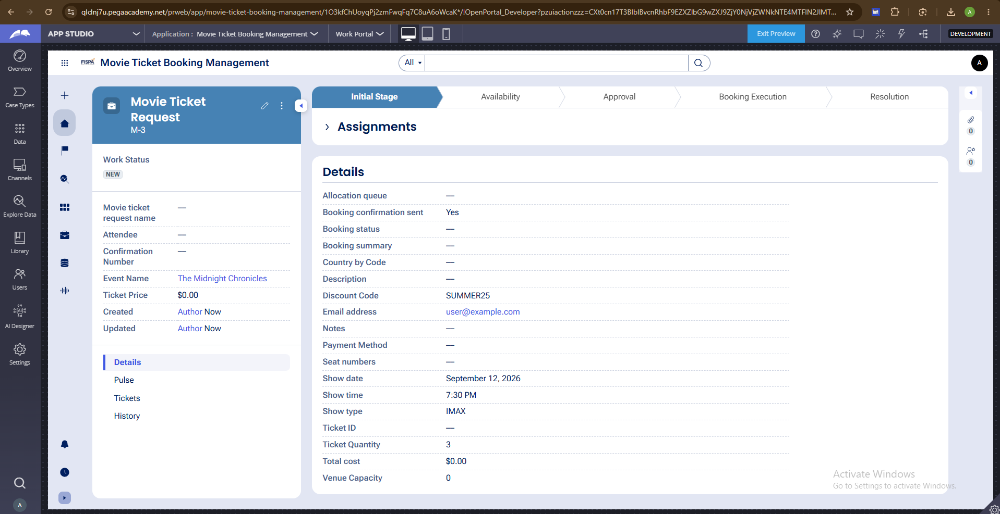 qlclnj7u.pegaacademy.net/prweb/app/movie-ticket-booking-management/
APP STUDIO
Application : Movie Ticket Booking Management
Work Portal
Exit Preview
DEVELOPMENT
Overview
Case Types
Data
Channels
Explore Data
Library
Users
AI
AI Designer
Settings
A
FISPA
Movie Ticket Booking Management
All
A
Movie Ticket
Request
M-3
Work Status
NEW
Movie ticket
request name
—
Attendee
—
Confirmation
Number
—
Event Name
The Midnight Chronicles
Ticket Price
$0.00
Created
Author Now
Updated
Author Now
Details
Pulse
Tickets
History
Initial Stage
Availability
Approval
Booking Execution
Resolution
Assignments
Details
Allocation queue
—
Booking confirmation sent
Yes
Booking status
—
Booking summary
—
Country by Code
—
Description
—
Discount Code
SUMMER25
Email address
user@example.com
Notes
—
Payment Method
—
Seat numbers
—
Show date
September 12, 2026
Show time
7:30 PM
Show type
IMAX
Ticket ID
—
Ticket Quantity
3
Total cost
$0.00
Venue Capacity
0
0
0
A
Activate Windows
Go to Settings to activate Windows.